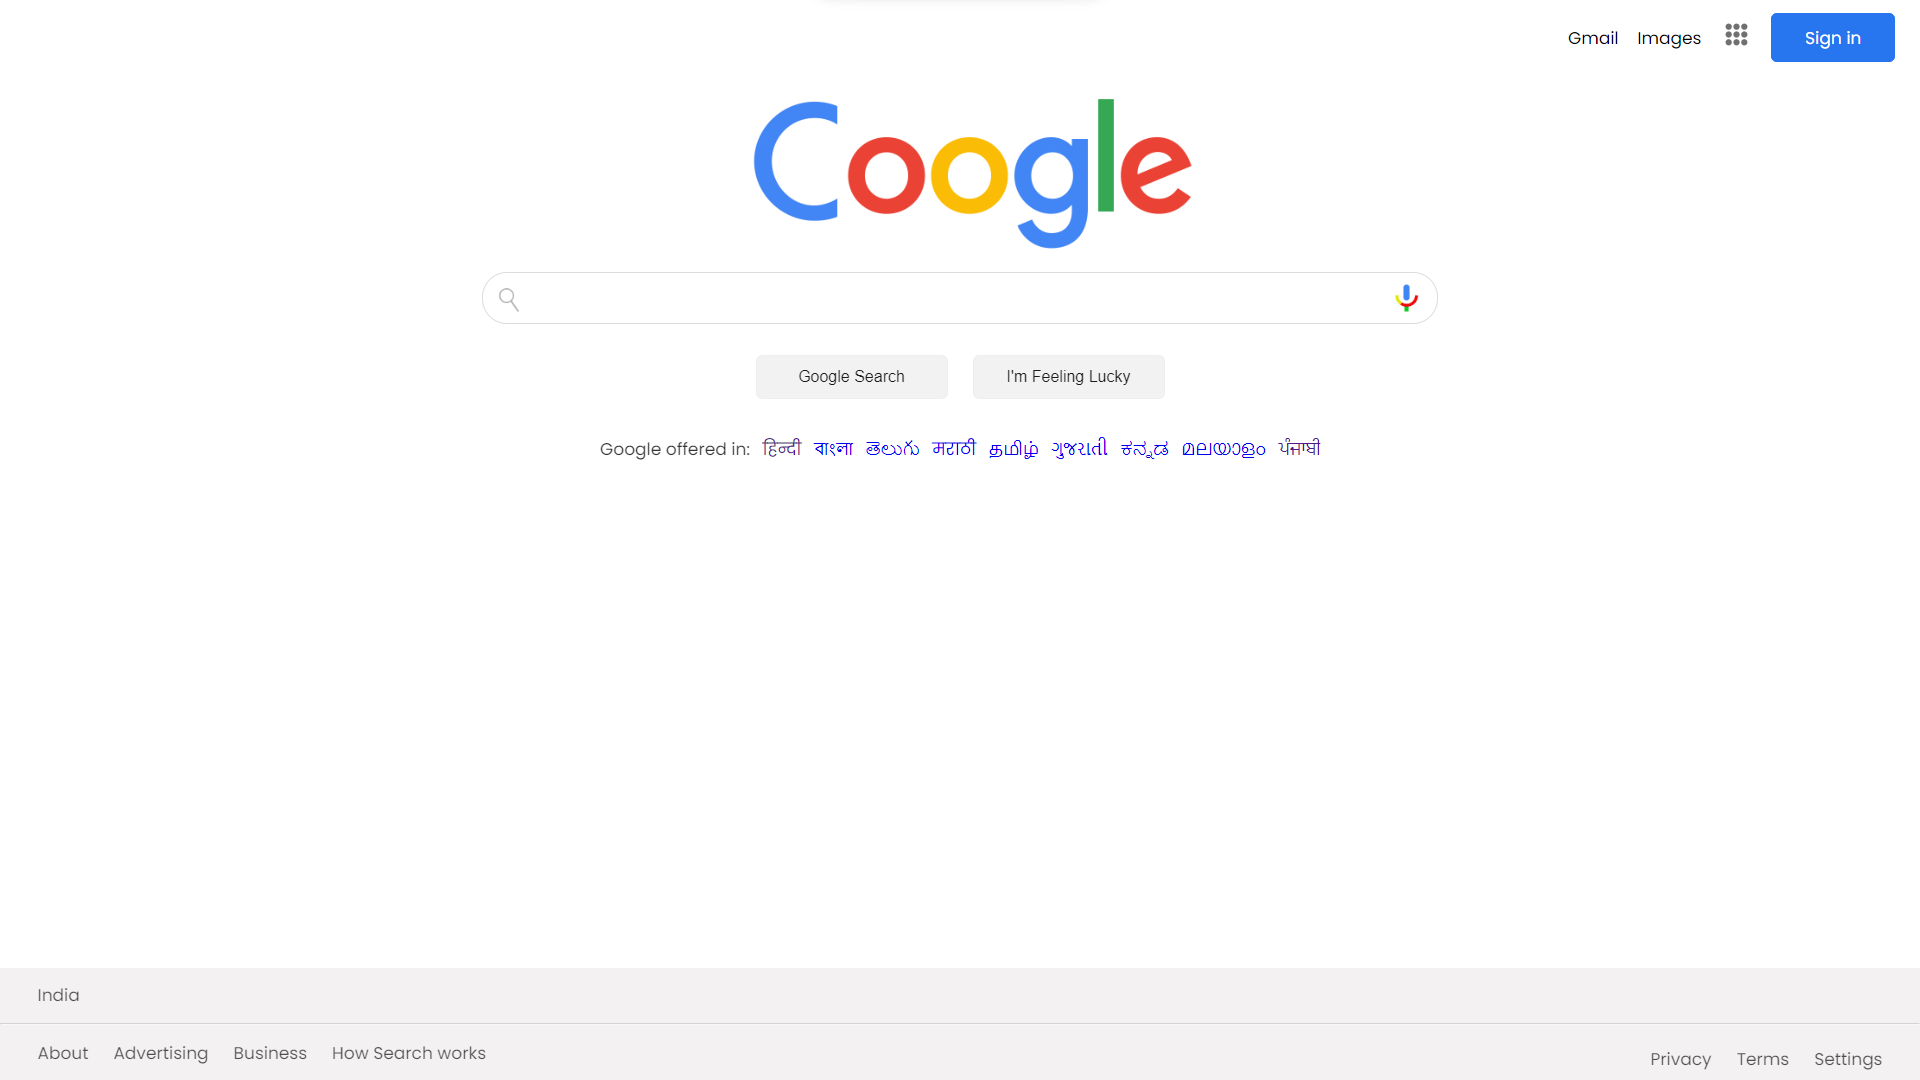 Gmail Images Sign in
Coogle
Google Search I'm Feeling Lucky
Google offered in: हिन्दी বাংলা తెలుగు मराठी தமிழ் ગુજરાતી ಕನ್ನಡ മലയാളം ਪੰਜਾਬੀ
India
About Advertising Business How Search works
Privacy Terms Settings